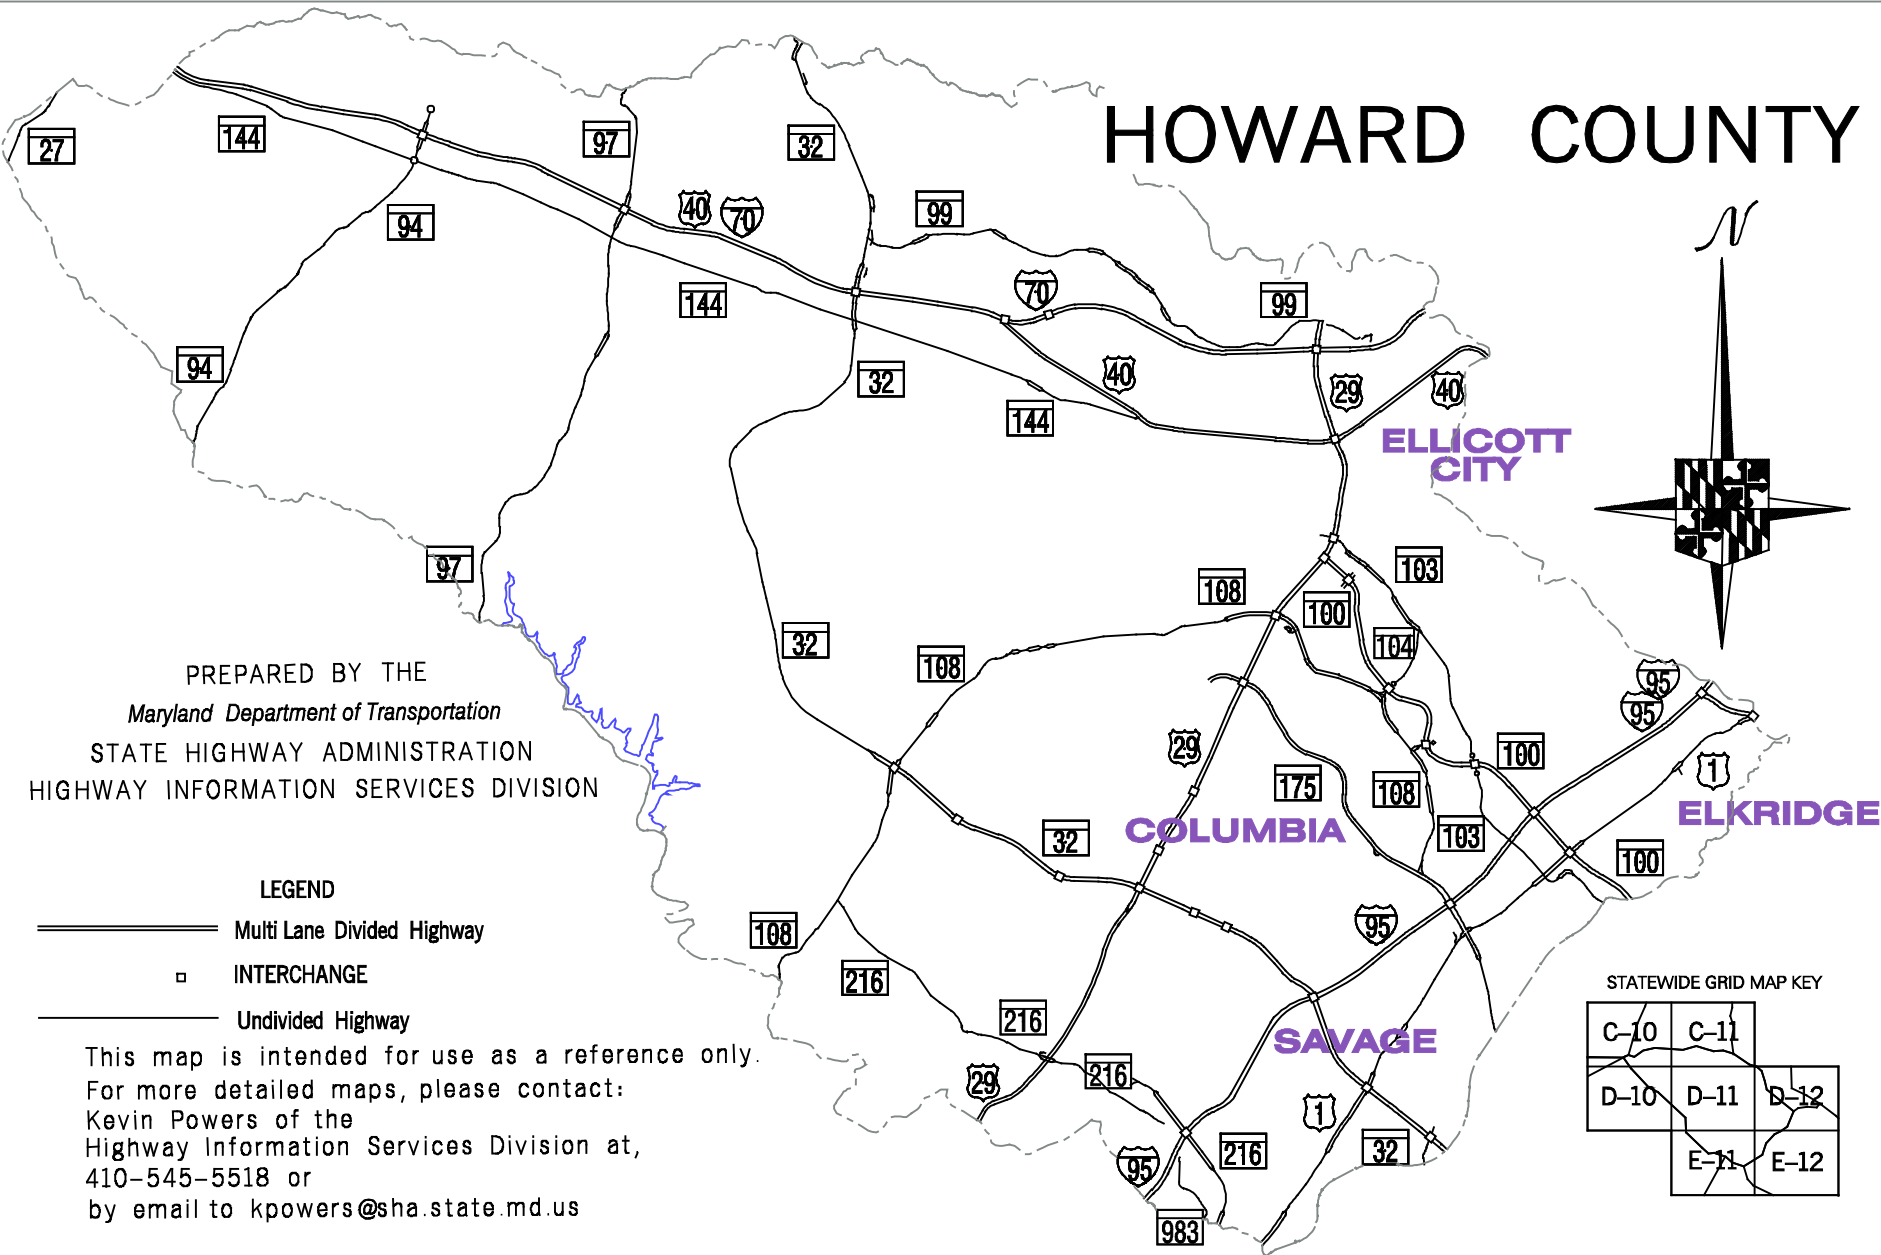 HOWARD COUNTY
N
27
144
97
32
94
40
70
99
144
70
99
94
32
40
144
29
40
ELLICOTT
CITY
97
108
103
100
104
32
108
95
95
29
175
108
100
1
ELKRIDGE
COLUMBIA
32
103
100
108
95
216
216
SAVAGE
29
216
1
95
216
32
983
PREPARED BY THE
Maryland Department of Transportation
STATE HIGHWAY ADMINISTRATION
HIGHWAY INFORMATION SERVICES DIVISION
LEGEND
Multi Lane Divided Highway
INTERCHANGE
Undivided Highway
This map is intended for use as a reference only.
For more detailed maps, please contact:
Kevin Powers of the
Highway Information Services Division at,
410-545-5518 or
by email to kpowers@sha.state.md.us
STATEWIDE GRID MAP KEY
C-10 C-11
D-10 D-11 D-12
E-11 E-12